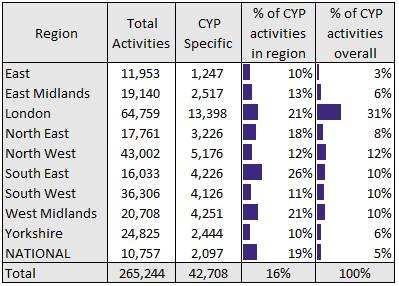 Region Total Activities CYP Specific % of CYP activities in region % of CYP activities overall
East 11,953 1,247 10% 3%
East Midlands 19,140 2,517 13% 6%
London 64,759 13,398 21% 31%
North East 17,761 3,226 18% 8%
North West 43,002 5,176 12% 12%
South East 16,033 4,226 26% 10%
South West 36,306 4,126 11% 10%
West Midlands 20,708 4,251 21% 10%
Yorkshire 24,825 2,444 10% 6%
NATIONAL 10,757 2,097 19% 5%
Total 265,244 42,708 16% 100%